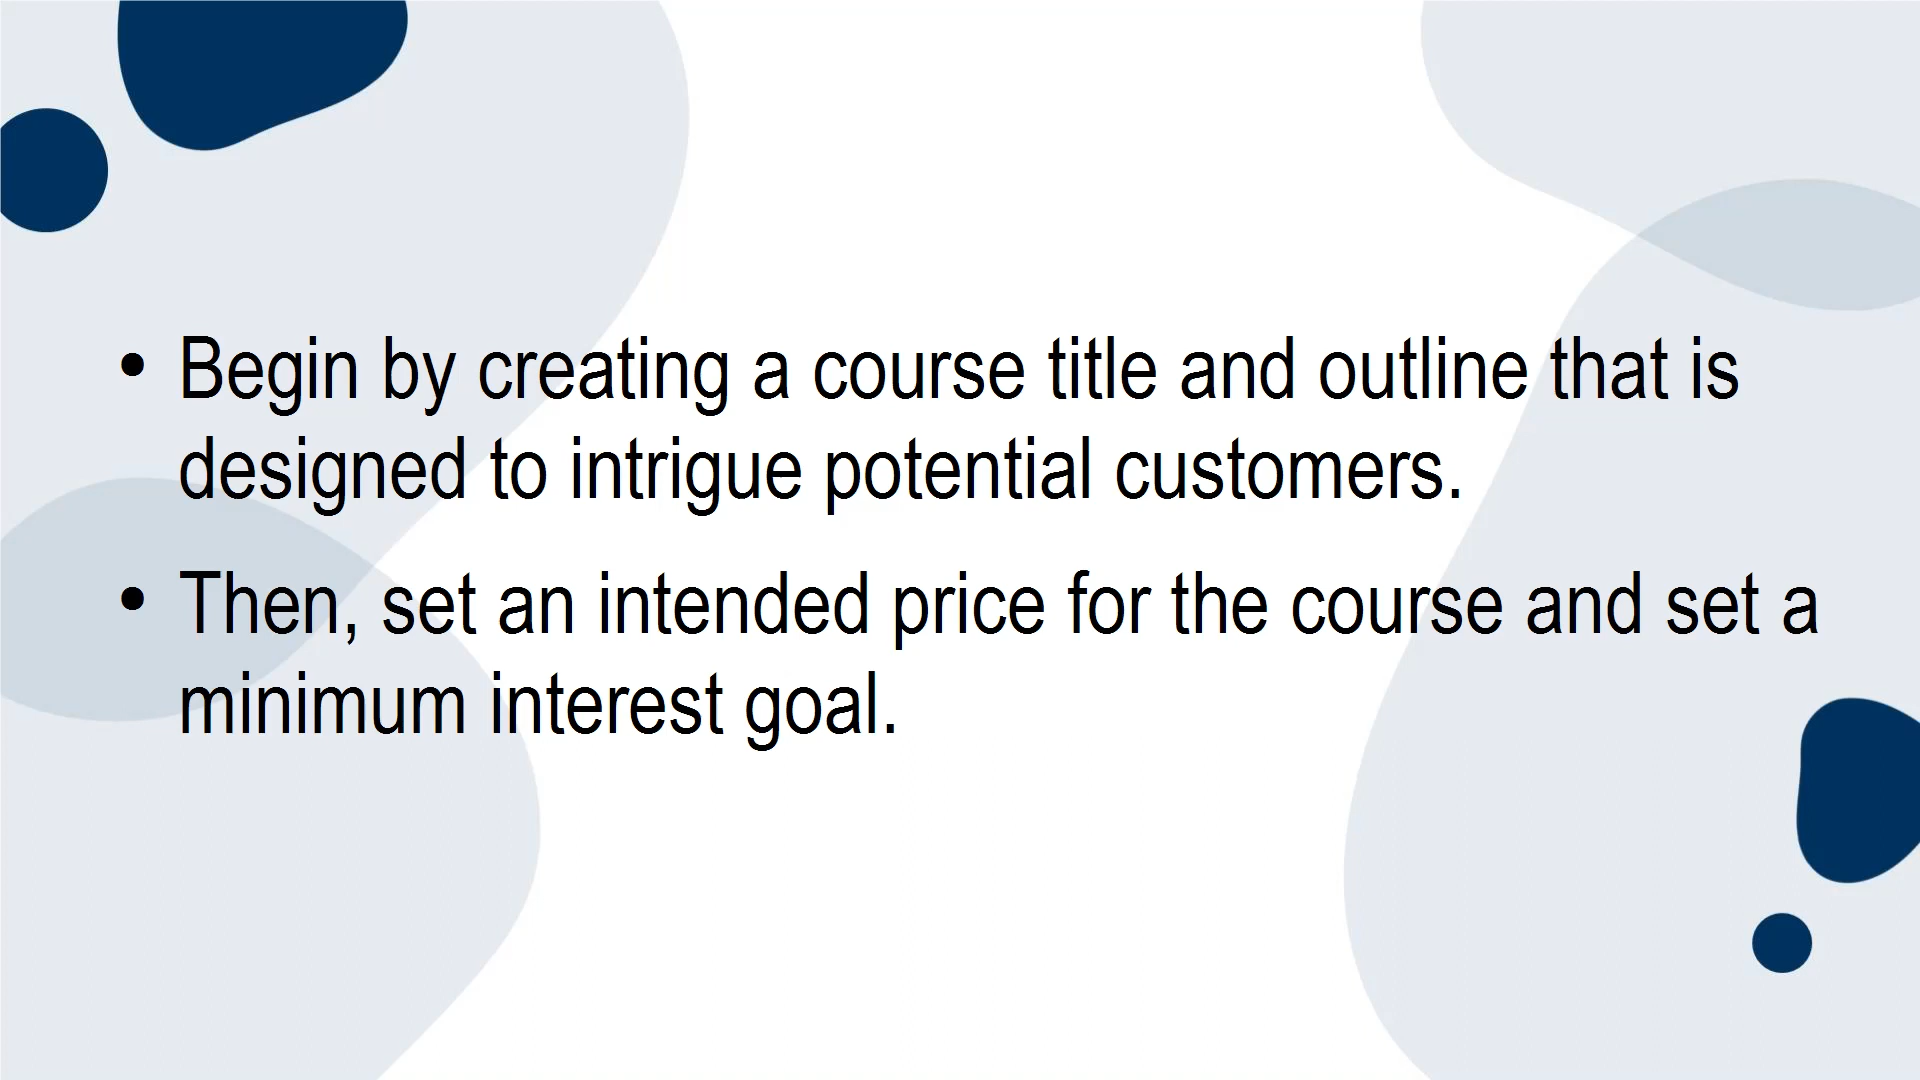 • Begin by creating a course title and outline that is
designed to intrigue potential customers.
• Then, set an intended price for the course and set a
minimum interest goal.